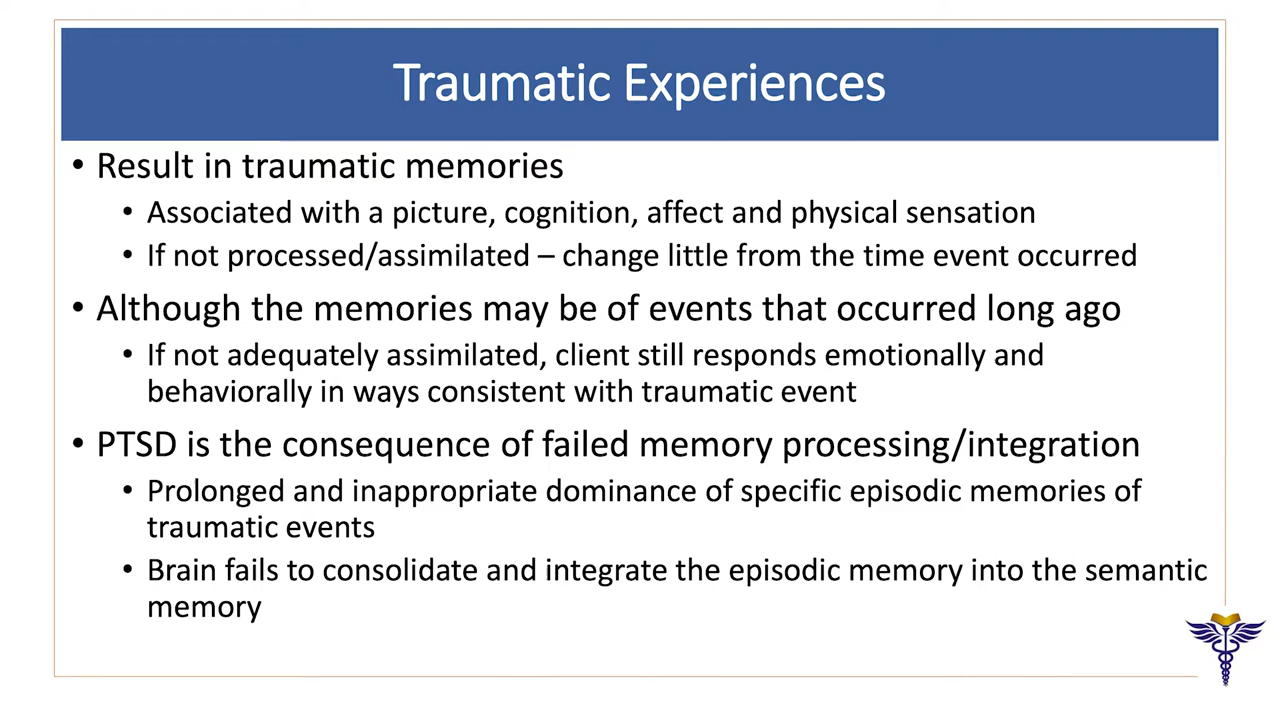 Traumatic Experiences
• Result in traumatic memories
• Associated with a picture, cognition, affect and physical sensation
• If not processed/assimilated – change little from the time event occurred
• Although the memories may be of events that occurred long ago
• If not adequately assimilated, client still responds emotionally and
behaviorally in ways consistent with traumatic event
• PTSD is the consequence of failed memory processing/integration
• Prolonged and inappropriate dominance of specific episodic memories of
traumatic events
• Brain fails to consolidate and integrate the episodic memory into the semantic
memory